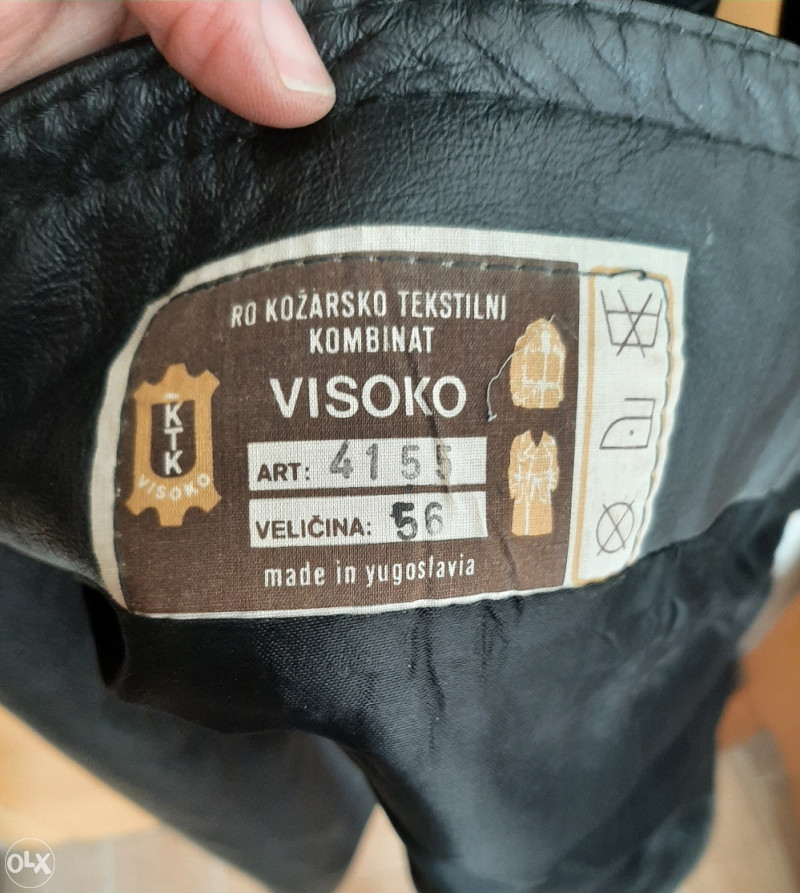 RO KOŽARSKO TEKSTILNI
KOMBINAT
VISOKO
KTK
VISOKO
ART: 4155
VELIČINA: 56
made in yugoslavia
OLX